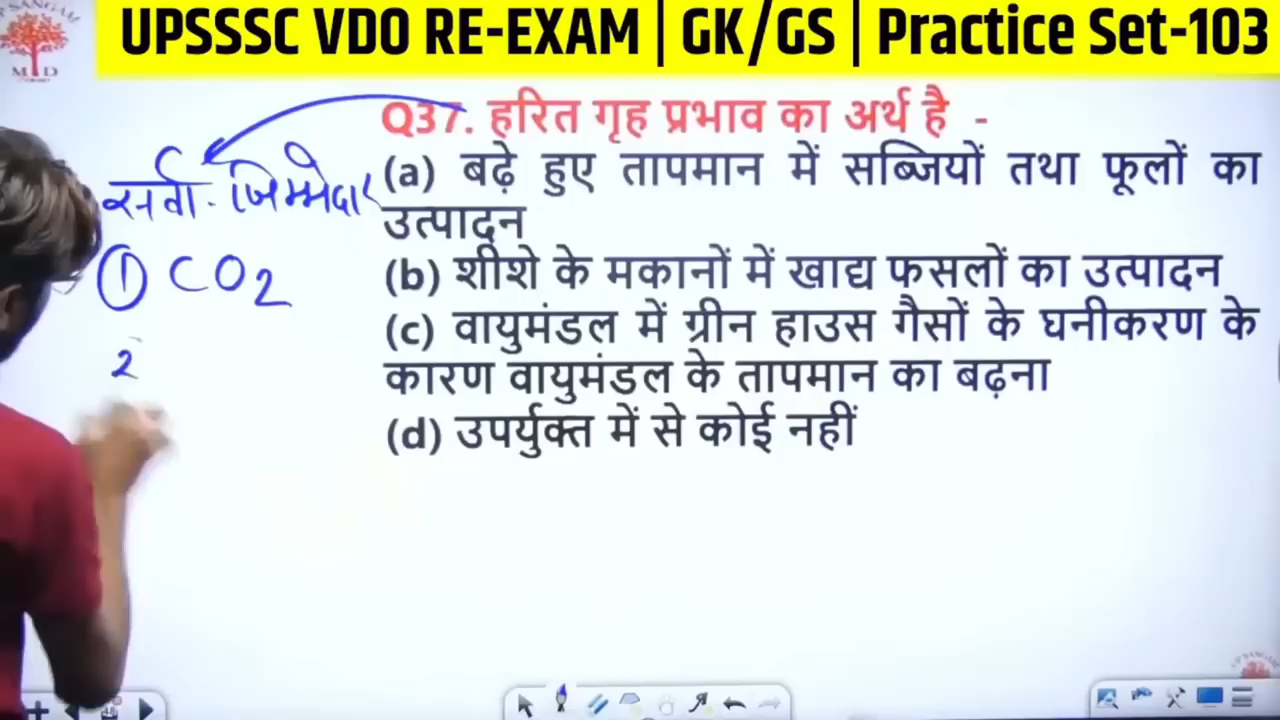 UPSSSC VDO RE-EXAM | GK/GS | Practice Set-103
Q37. हरित गृह प्रभाव का अर्थ है -
(a) बढ़े हुए तापमान में सब्जियों तथा फूलों का
उत्पादन
(b) शीशे के मकानों में खाद्य फसलों का उत्पादन
(c) वायुमंडल में ग्रीन हाउस गैसों के घनीकरण के
कारण वायुमंडल के तापमान का बढ़ना
(d) उपर्युक्त में से कोई नहीं
जिम्मेदार
① CO2
2